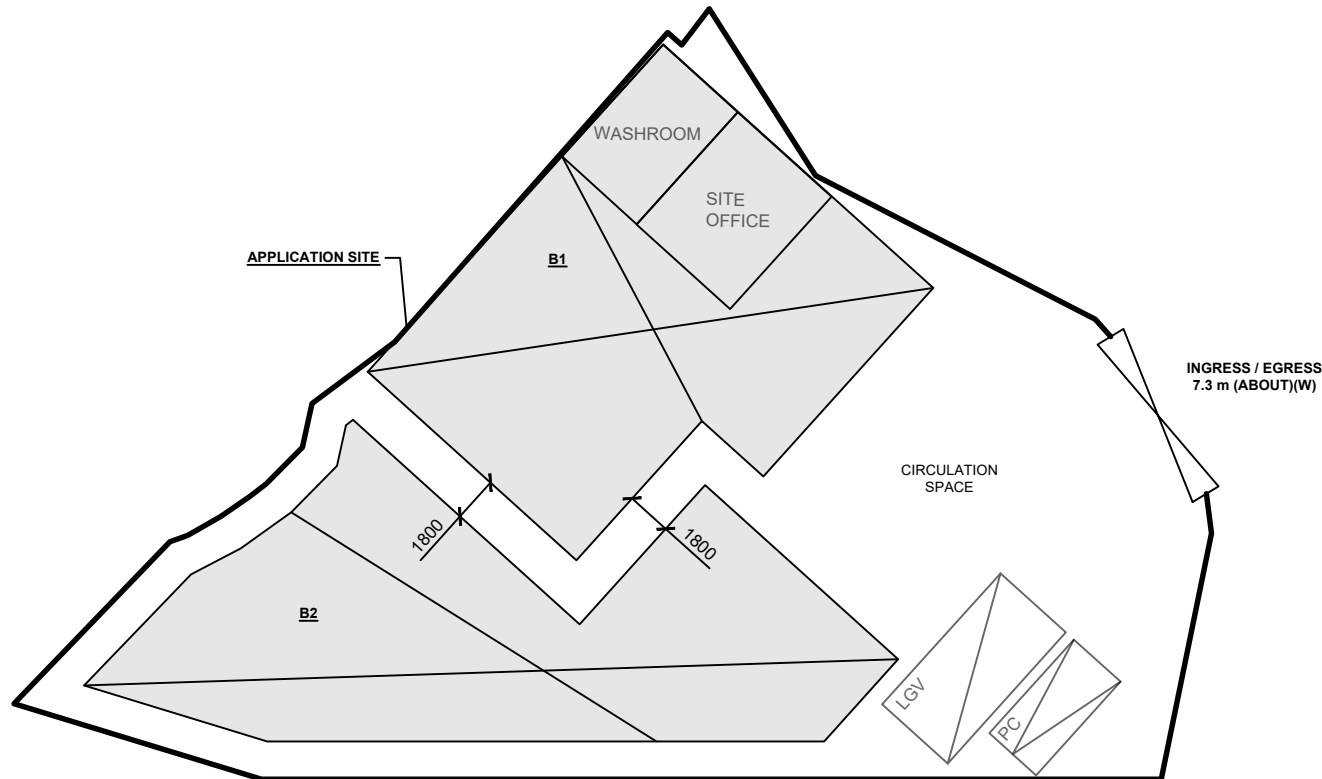 WASHROOM
SITE
OFFICE
APPLICATION SITE
B1
INGRESS / EGRESS
7.3 m (ABOUT)(W)
CIRCULATION
SPACE
1800
1800
B2
LGV
PC